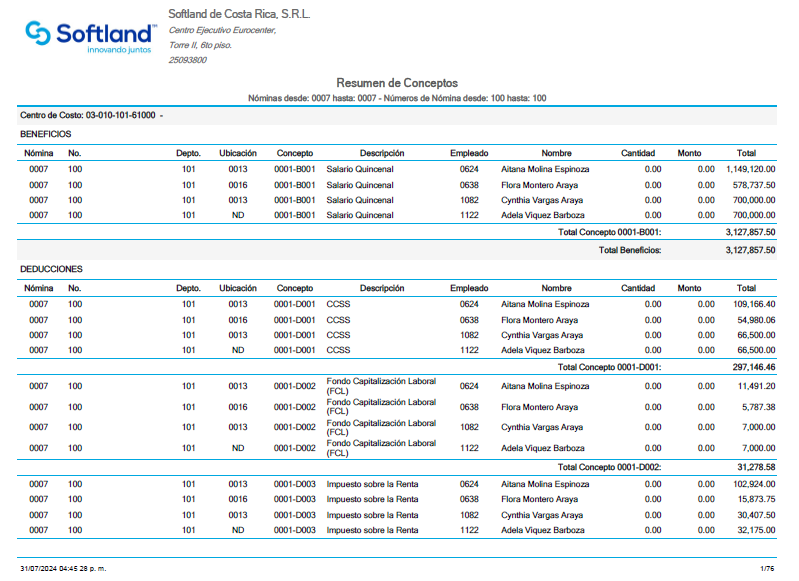 Softland™
innovando juntos
Softland de Costa Rica, S.R.L.
Centro Ejecutivo Eurocenter,
Torre II, 6to piso.
25093800
Resumen de Conceptos
Nóminas desde: 0007 hasta: 0007 - Números de Nómina desde: 100 hasta: 100
Centro de Costo: 03-010-101-61000 -
BENEFICIOS
Nómina No. Depto. Ubicación Concepto Descripción Empleado Nombre Cantidad Monto Total
0007 100 101 0013 0001-B001 Salario Quincenal 0624 Aitana Molina Espinoza 0.00 0.00 1,149,120.00
0007 100 101 0016 0001-B001 Salario Quincenal 0638 Flora Montero Araya 0.00 0.00 578,737.50
0007 100 101 0013 0001-B001 Salario Quincenal 1082 Cynthia Vargas Araya 0.00 0.00 700,000.00
0007 100 101 ND 0001-B001 Salario Quincenal 1122 Adela Viquez Barboza 0.00 0.00 700,000.00
Total Concepto 0001-B001: 3,127,857.50
Total Beneficios: 3,127,857.50
DEDUCCIONES
Nómina No. Depto. Ubicación Concepto Descripción Empleado Nombre Cantidad Monto Total
0007 100 101 0013 0001-D001 CCSS 0624 Aitana Molina Espinoza 0.00 0.00 109,166.40
0007 100 101 0016 0001-D001 CCSS 0638 Flora Montero Araya 0.00 0.00 54,980.06
0007 100 101 0013 0001-D001 CCSS 1082 Cynthia Vargas Araya 0.00 0.00 66,500.00
0007 100 101 ND 0001-D001 CCSS 1122 Adela Viquez Barboza 0.00 0.00 66,500.00
Total Concepto 0001-D001: 297,146.46
0007 100 101 0013 0001-D002 Fondo Capitalización Laboral 0624 Aitana Molina Espinoza 0.00 0.00 11,491.20
(FCL)
0007 100 101 0016 0001-D002 Fondo Capitalización Laboral 0638 Flora Montero Araya 0.00 0.00 5,787.38
(FCL)
0007 100 101 0013 0001-D002 Fondo Capitalización Laboral 1082 Cynthia Vargas Araya 0.00 0.00 7,000.00
(FCL)
0007 100 101 ND 0001-D002 Fondo Capitalización Laboral 1122 Adela Viquez Barboza 0.00 0.00 7,000.00
(FCL)
Total Concepto 0001-D002: 31,278.58
0007 100 101 0013 0001-D003 Impuesto sobre la Renta 0624 Aitana Molina Espinoza 0.00 0.00 102,924.00
0007 100 101 0016 0001-D003 Impuesto sobre la Renta 0638 Flora Montero Araya 0.00 0.00 15,873.75
0007 100 101 0013 0001-D003 Impuesto sobre la Renta 1082 Cynthia Vargas Araya 0.00 0.00 30,407.50
0007 100 101 ND 0001-D003 Impuesto sobre la Renta 1122 Adela Viquez Barboza 0.00 0.00 32,175.00
31/07/2024 04:45 28 p. m. 1/76